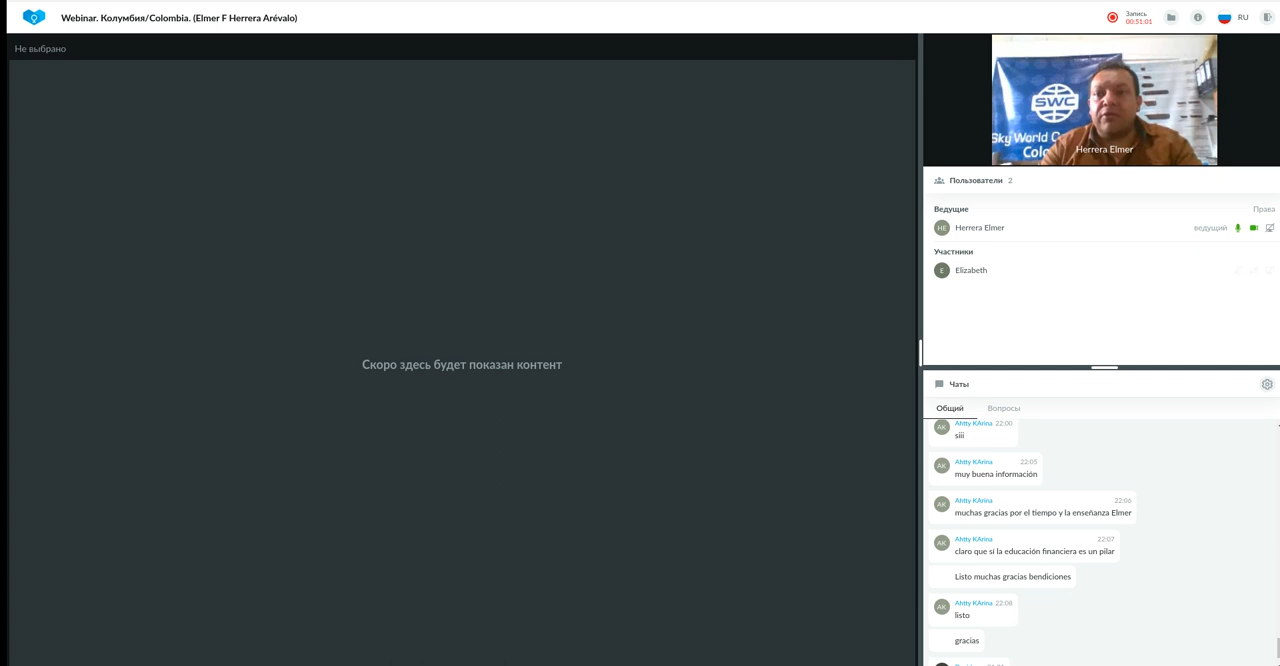 Webinar. Колумбия/Colombia. (Elmer F Herrera Arévalo)
Запись
00:51:01
RU
Не выбрано
Скоро здесь будет показан контент
SWC
Sky World C
Colo
Herrera Elmer
Пользователи 2
Ведущие Права
HE Herrera Elmer ведущий
Участники
E Elizabeth
Чаты
Общий Вопросы
AK Ahtty KArina 22:00
siii
AK Ahtty KArina 22:05
muy buena información
AK Ahtty KArina 22:06
muchas gracias por el tiempo y la enseñanza Elmer
AK Ahtty KArina 22:07
claro que sí la educación financiera es un pilar
Listo muchas gracias bendiciones
AK Ahtty KArina 22:08
listo
gracias